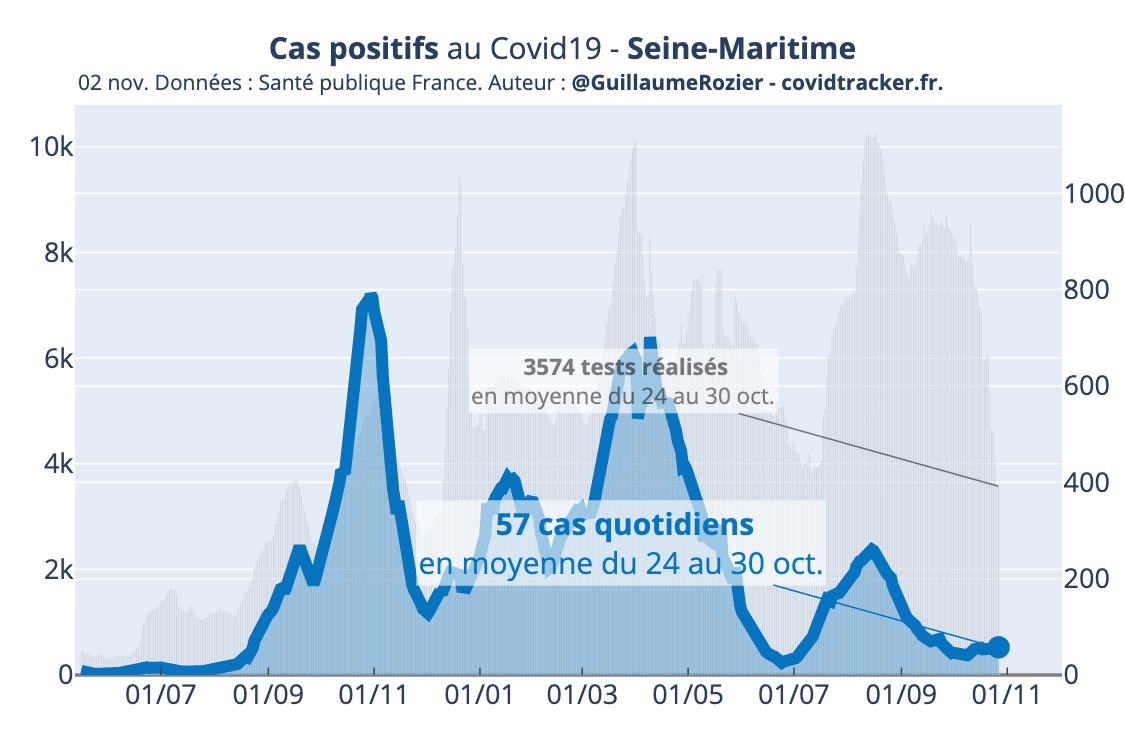 Cas positifs au Covid19 - Seine-Maritime
02 nov. Données : Santé publique France. Auteur : @GuillaumeRozier - covidtracker.fr.
10k
8k
6k
4k
2k
0
1000
800
600
400
200
0
3574 tests réalisés
en moyenne du 24 au 30 oct.
57 cas quotidiens
en moyenne du 24 au 30 oct.
01/07 01/09 01/11 01/01 01/03 01/05 01/07 01/09 01/11